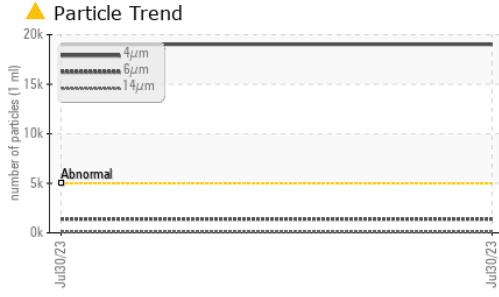 Particle Trend
number of particles (1 ml)
20k
15k
10k
5k
0k
4μm
6μm
14μm
Abnormal
Jul30/23
Jul30/23